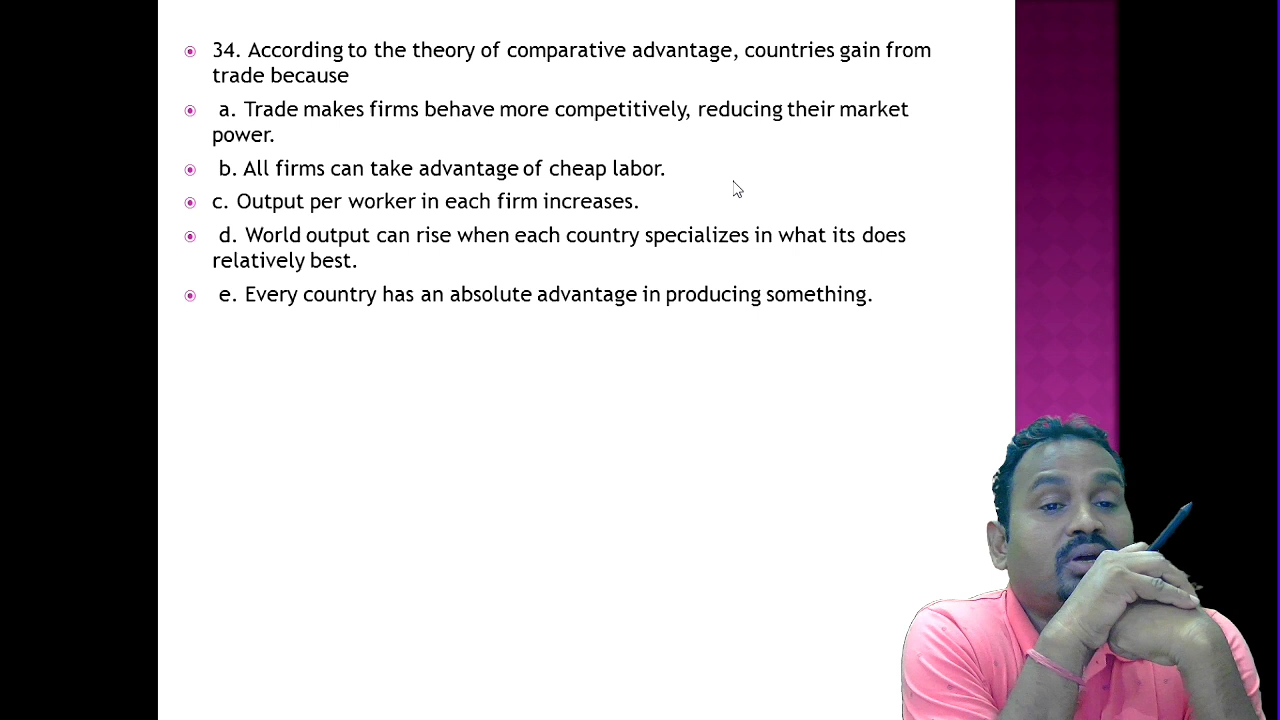 34. According to the theory of comparative advantage, countries gain from
trade because
a. Trade makes firms behave more competitively, reducing their market
power.
b. All firms can take advantage of cheap labor.
c. Output per worker in each firm increases.
d. World output can rise when each country specializes in what its does
relatively best.
e. Every country has an absolute advantage in producing something.